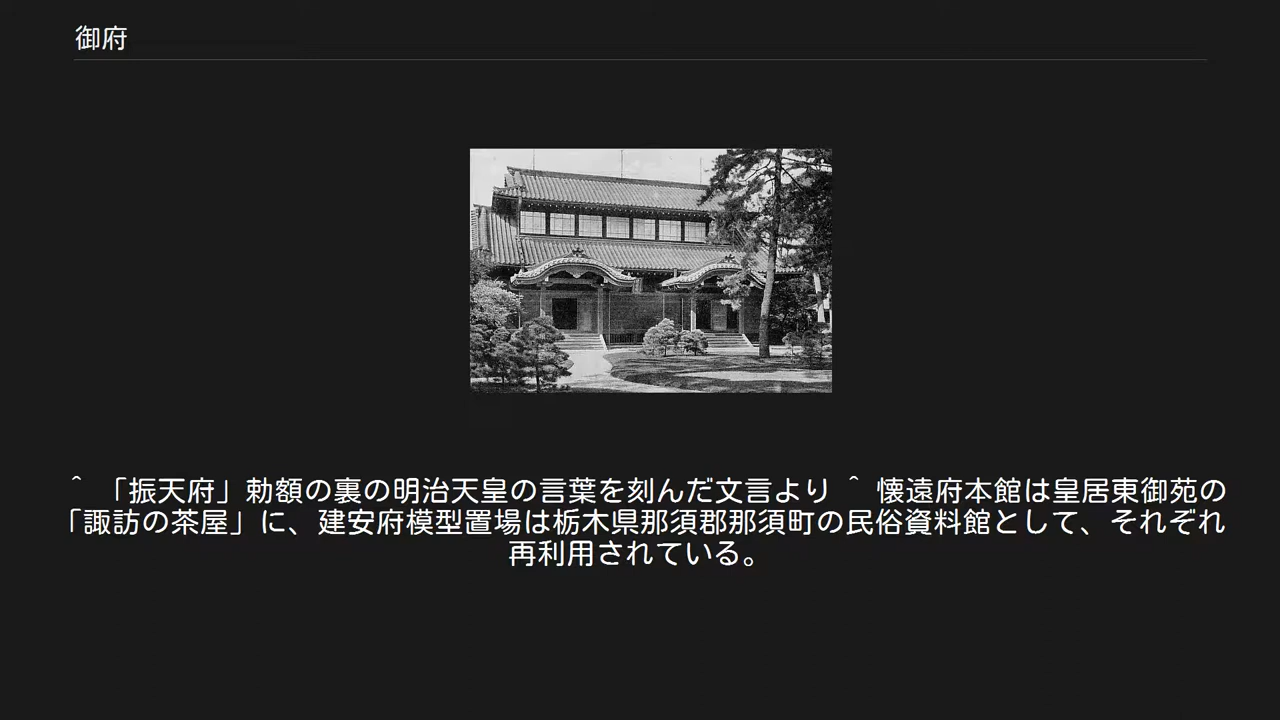 御府
^ 「振天府」勅額の裏の明治天皇の言葉を刻んだ文言より ^ 懐遠府本館は皇居東御苑の
「諏訪の茶屋」に、建安府模型置場は栃木県那須郡那須町の民俗資料館として、それぞれ
再利用されている。